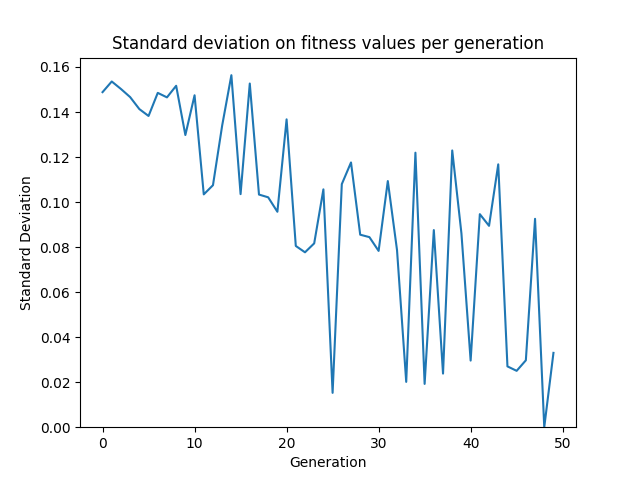 Standard deviation on fitness values per generation
0.16
0.14
0.12
0.10
0.08
0.06
0.04
0.02
0.00
Standard Deviation
0 10 20 30 40 50
Generation